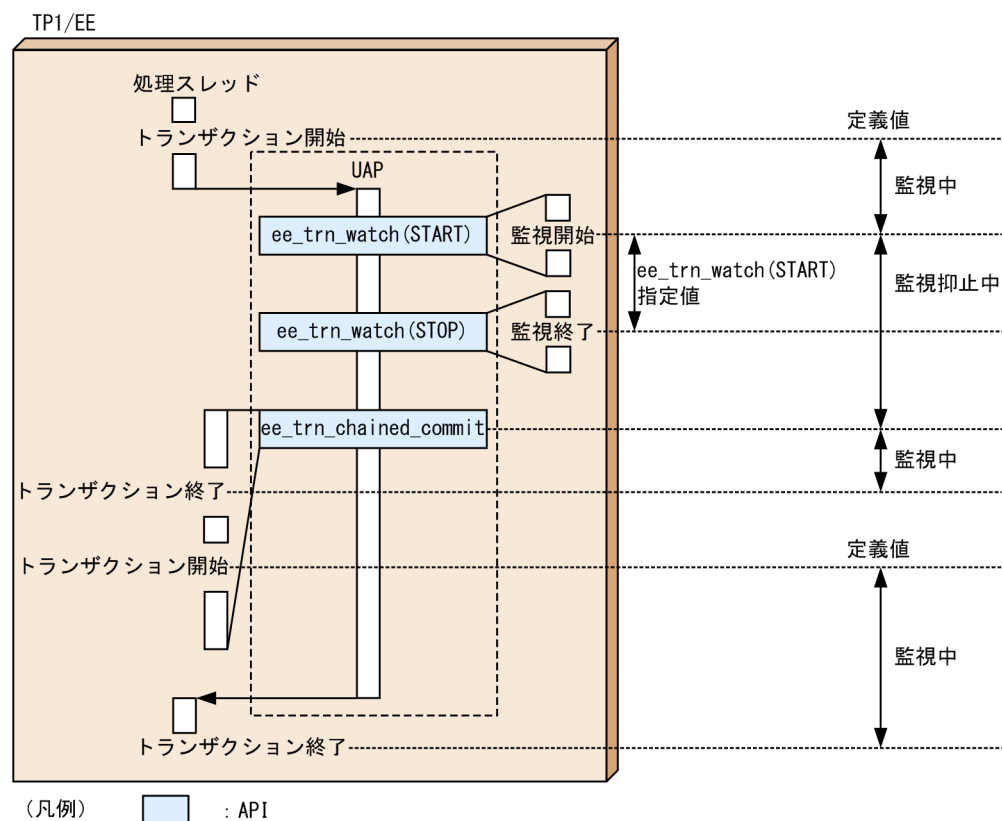 TP1/EE
処理スレッド
トランザクション開始
定義値
UAP
監視中
ee_trn_watch(START)
監視開始
ee_trn_watch(START)
指定値
監視抑止中
ee_trn_watch(STOP)
監視終了
ee_trn_chained_commit
監視中
トランザクション終了
トランザクション開始
定義値
監視中
トランザクション終了
(凡例)
: API